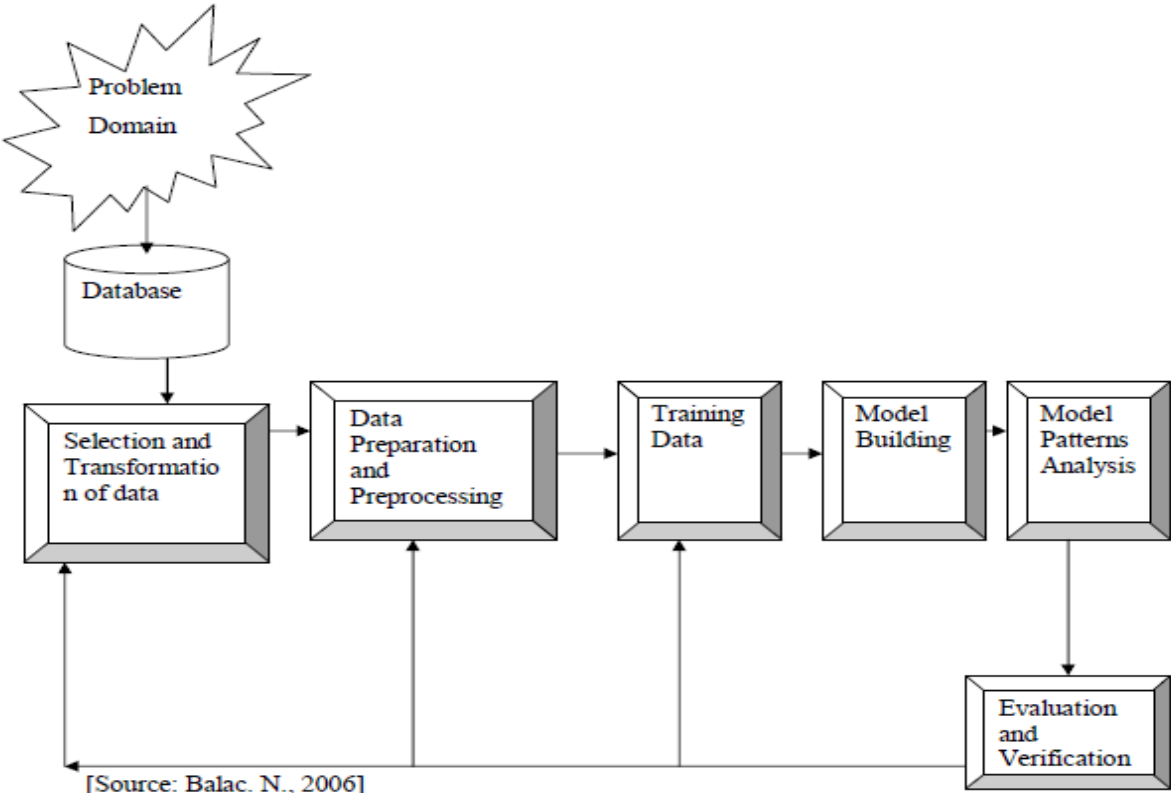 Problem
Domain
Database
Selection and
Transformatio
n of data
Data
Preparation
and
Preprocessing
Training
Data
Model
Building
Model
Patterns
Analysis
Evaluation
and
Verification
[Source: Balac, N., 2006]